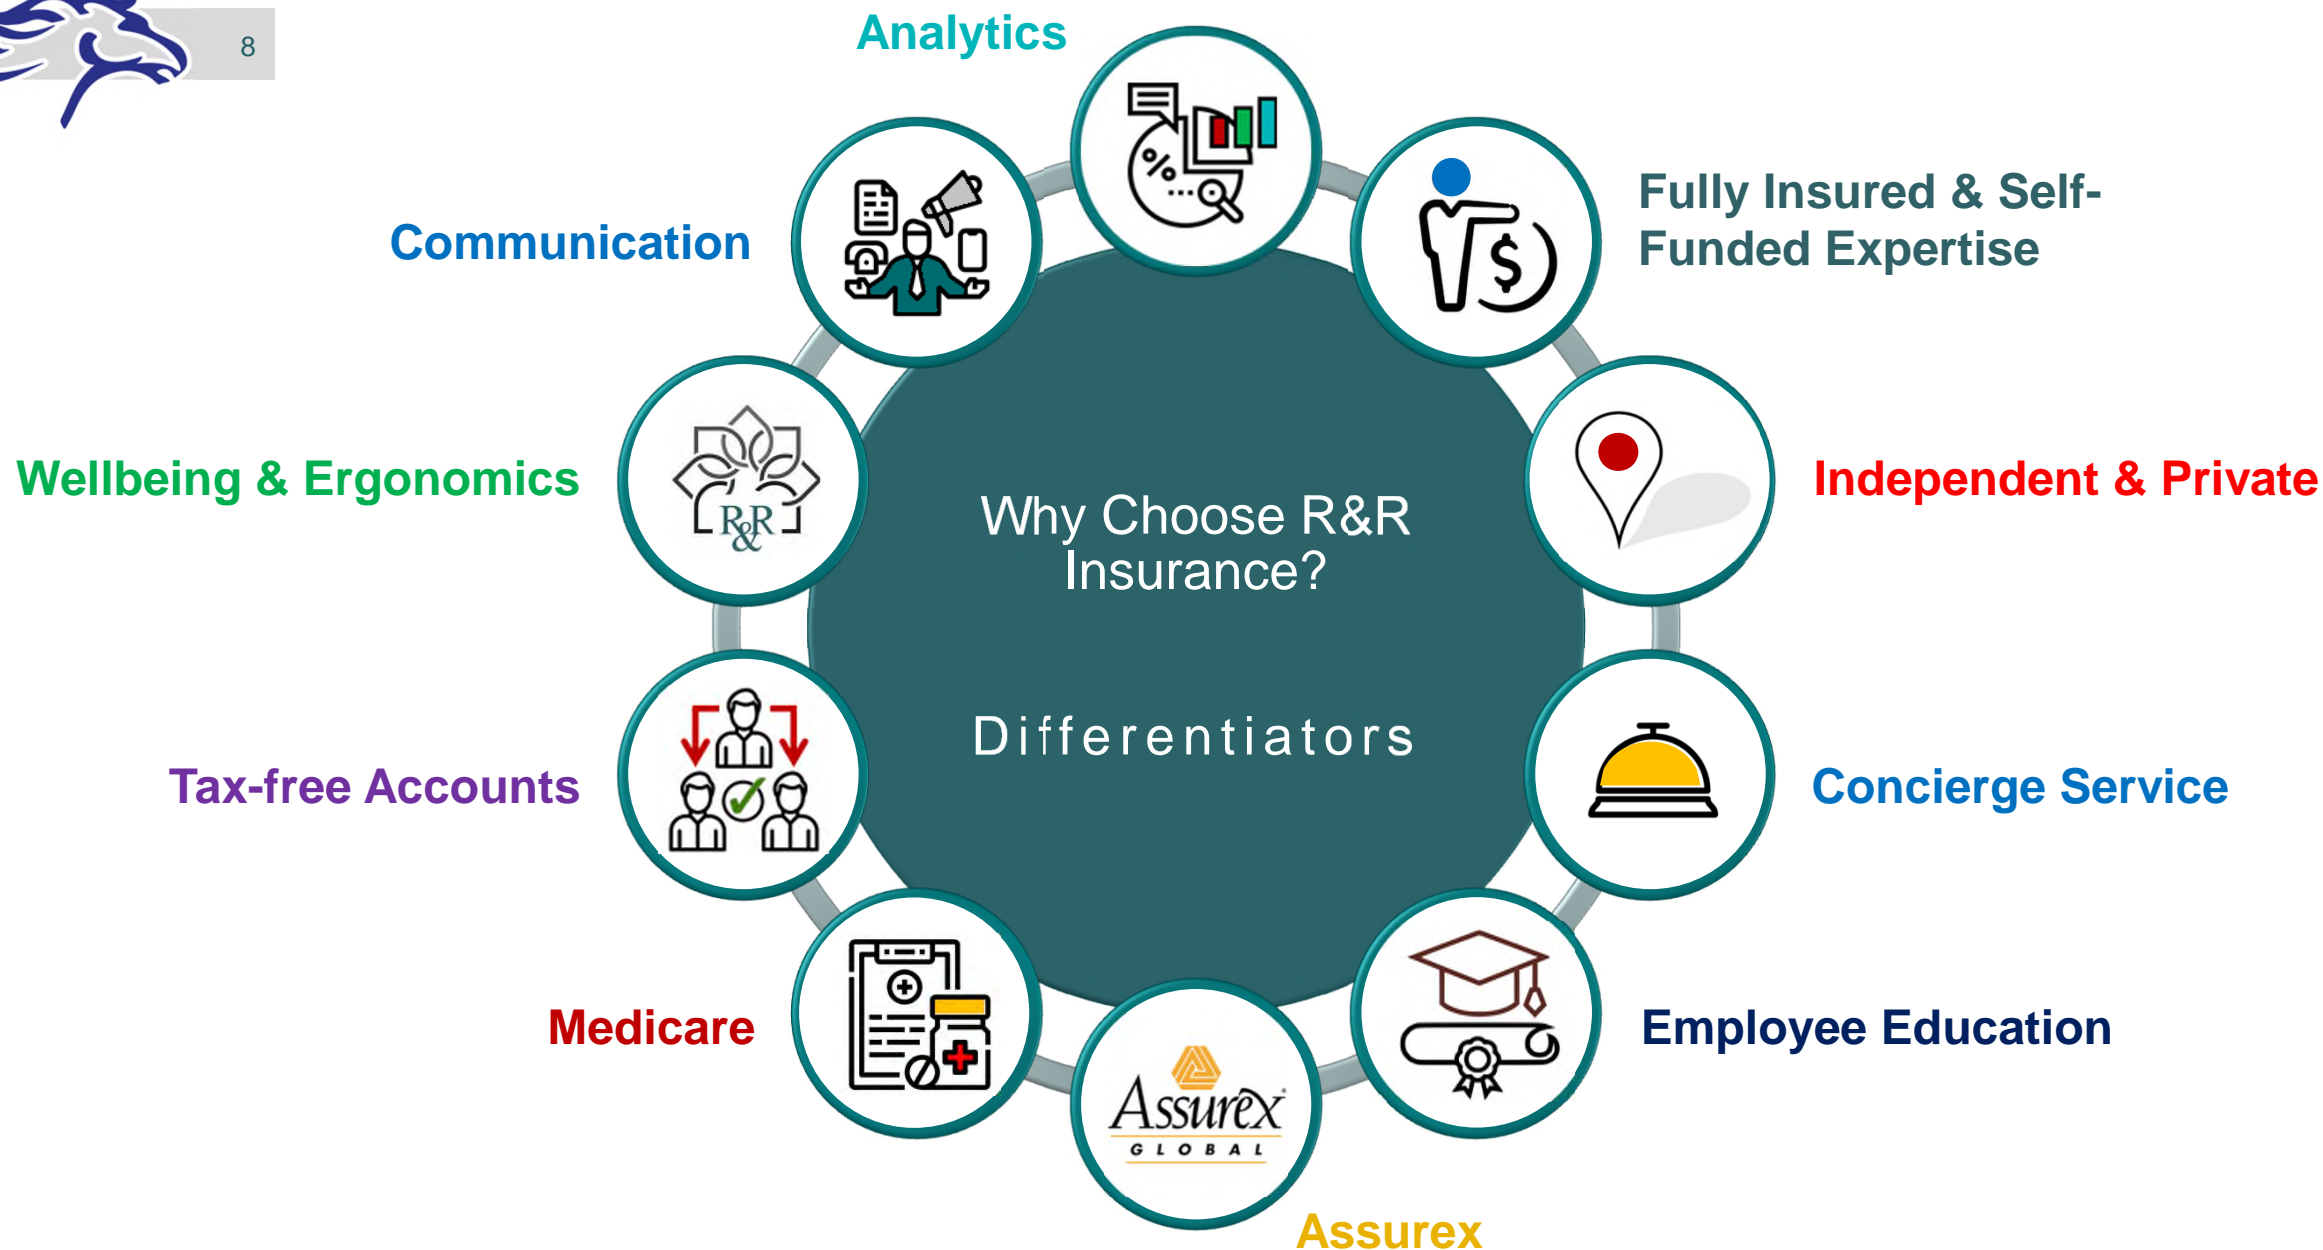 8
Analytics
Communication
Fully Insured & Self-
Funded Expertise
Wellbeing & Ergonomics
R&R
Independent & Private
Why Choose R&R
Insurance?
Differentiators
Tax-free Accounts
Concierge Service
Medicare
Employee Education
Assurex
GLOBAL
Assurex